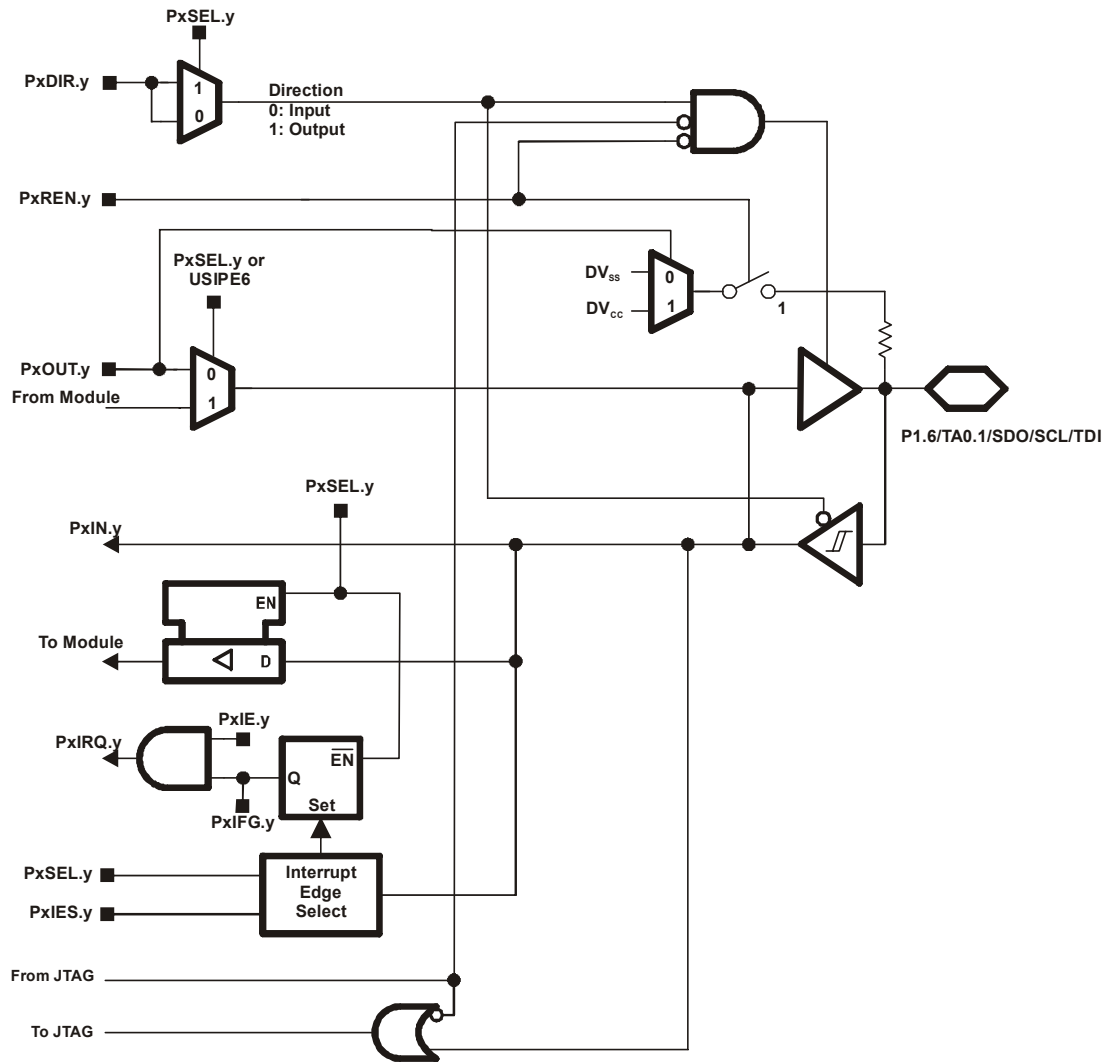 PxSEL.y
PxDIR.y
1
0
Direction
0: Input
1: Output
PxREN.y
PxSEL.y or
USIPE6
DVSS
0
DVCC
1
1
PxOUT.y
0
From Module
1
P1.6/TA0.1/SDO/SCL/TDI
PxSEL.y
PxIN.y
EN
To Module
D
PxIE.y
PxIRQ.y
EN
Q
Set
PxIFG.y
PxSEL.y
Interrupt
Edge
Select
PxIES.y
From JTAG
To JTAG